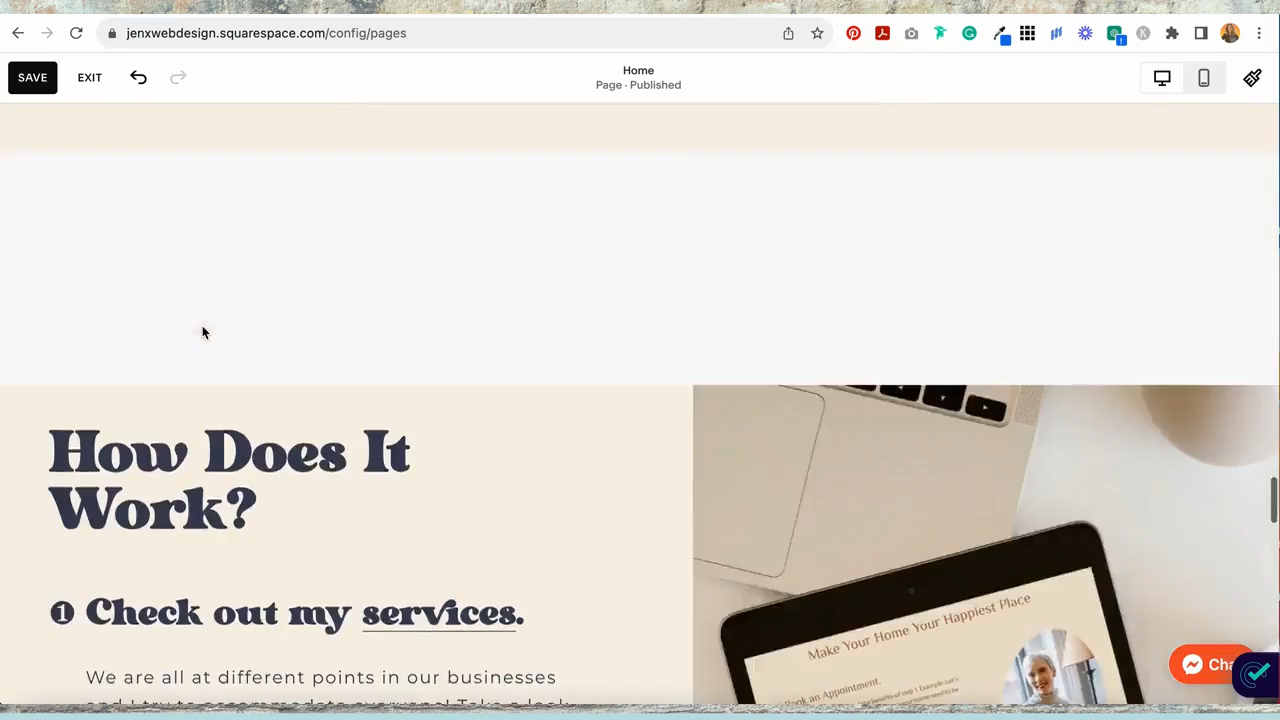 jenxwebdesign.squarespace.com/config/pages
SAVE
EXIT
Home
Page · Published
How Does It
Work?
❶ Check out my services.
We are all at different points in our businesses
Make Your Home Your Happiest Place
Book an Appointment.
Cha